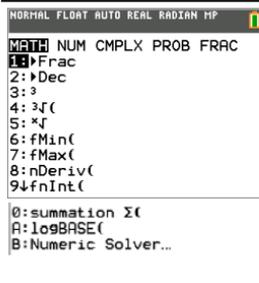 NORMAL FLOAT AUTO REAL RADIAN MP
MATH NUM CMPLX PROB FRAC
1:▸Frac
2:▸Dec
3:³
4:³√(
5:ˣ√
6:fMin(
7:fMax(
8:nDeriv(
9↓fnInt(
0:summation Σ(
A:logBASE(
B:Numeric Solver…